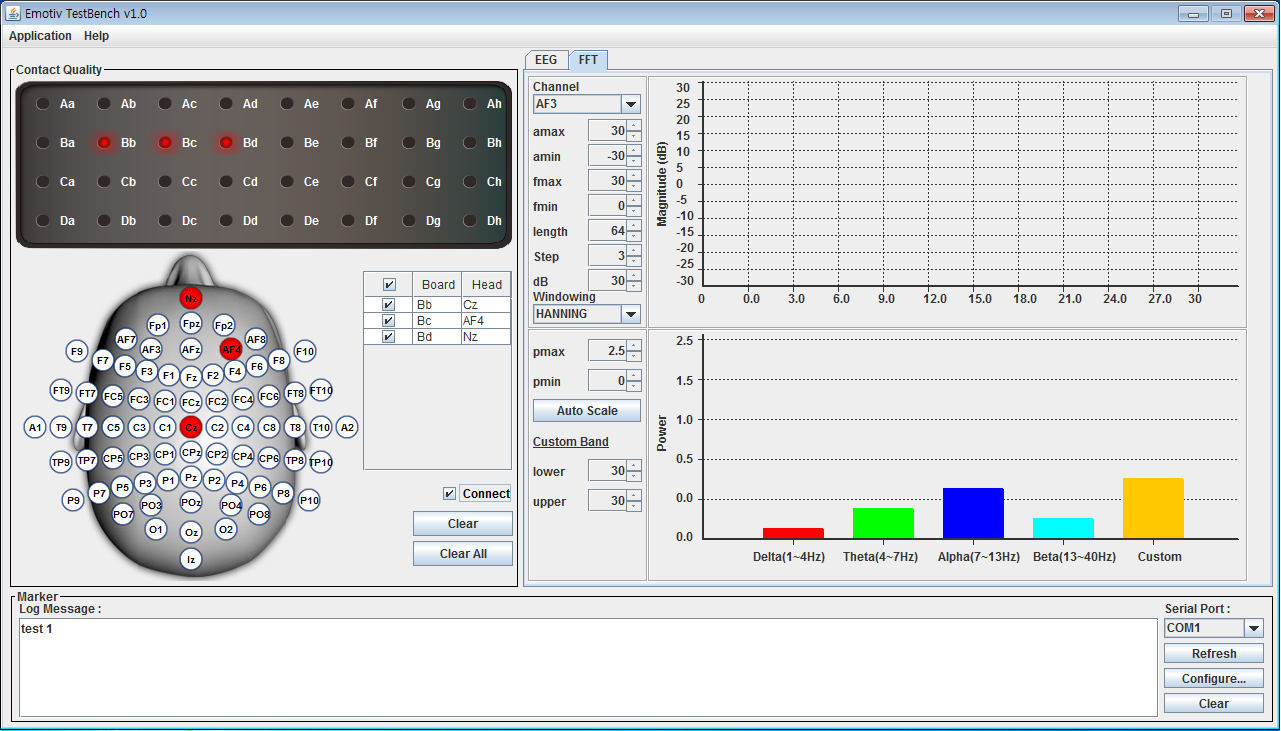 Emotiv TestBench v1.0
Application Help
Contact Quality
Aa Ab Ac Ad Ae Af Ag Ah
Ba Bb Bc Bd Be Bf Bg Bh
Ca Cb Cc Cd Ce Cf Cg Ch
Da Db Dc Dd De Df Dg Dh
Nz
Fp1 Fpz Fp2
AF7 AF3 AFz AF4 AF8
F9 F7 F5 F3 F1 Fz F2 F4 F6 F8 F10
FT9 FT7 FC5 FC3 FC1 FCz FC2 FC4 FC6 FT8 FT10
A1 T9 T7 C5 C3 C1 Cz C2 C4 C8 T8 T10 A2
TP9 TP7 CP5 CP3 CP1 CPz CP2 CP4 CP6 TP8 TP10
P9 P7 P5 P3 P1 Pz P2 P4 P6 P8 P10
PO7 PO3 POz PO4 PO8
O1 Oz O2
Iz
Board Head
Bb Cz
Bc AF4
Bd Nz
Connect
Clear
Clear All
EEG FFT
Channel
AF3
amax 30
amin -30
fmax 30
fmin 0
length 64
Step 3
dB 30
Windowing
HANNING
Magnitude (dB)
30
25
20
15
10
5
0
-5
-10
-15
-20
-25
-30
0 0.0 3.0 6.0 9.0 12.0 15.0 18.0 21.0 24.0 27.0 30
pmax 2.5
pmin 0
Auto Scale
Custom Band
lower 30
upper 30
Power
2.5
1.5
1.0
0.5
0.0
0.0
Delta(1~4Hz) Theta(4~7Hz) Alpha(7~13Hz) Beta(13~40Hz) Custom
Marker
Log Message :
test 1
Serial Port :
COM1
Refresh
Configure...
Clear